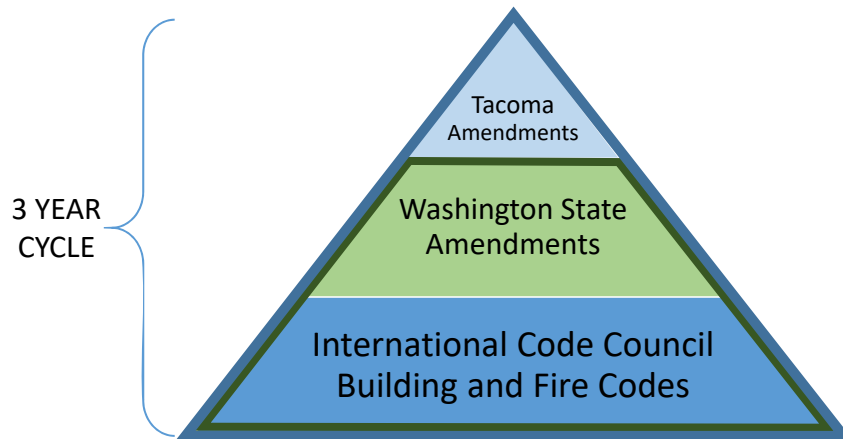 3 YEAR
CYCLE
Tacoma
Amendments
Washington State
Amendments
International Code Council
Building and Fire Codes